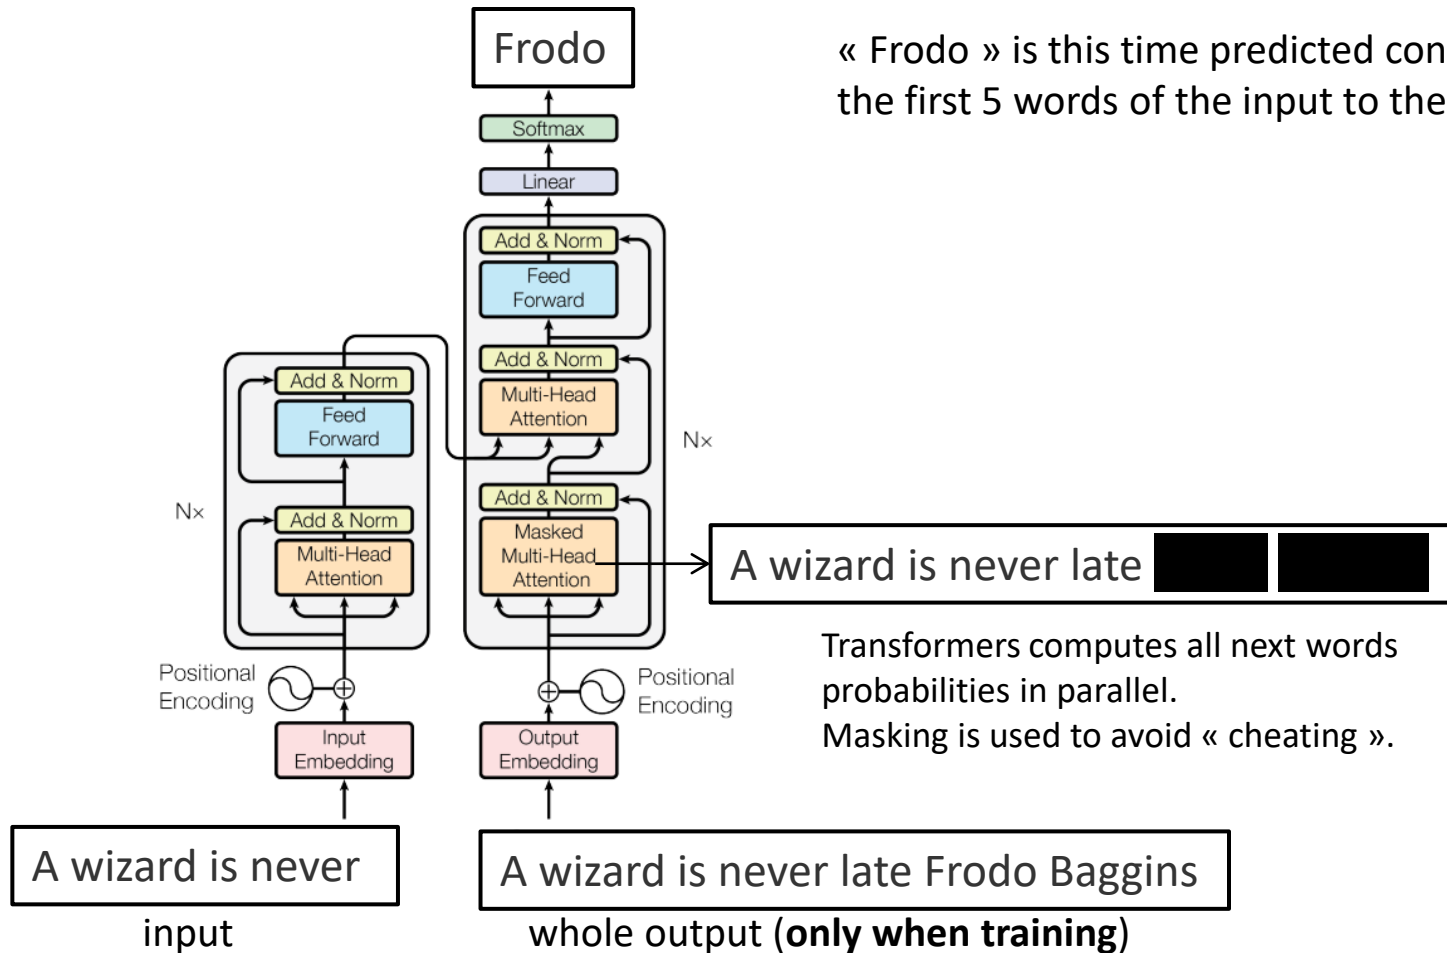 Frodo
« Frodo » is this time predicted con
the first 5 words of the input to the
Softmax
Linear
Add & Norm
Feed
Forward
Add & Norm
Multi-Head
Attention
Nx
Add & Norm
Masked
Multi-Head
Attention
Add & Norm
Feed
Forward
Nx
Add & Norm
Multi-Head
Attention
A wizard is never late
Transformers computes all next words
probabilities in parallel.
Masking is used to avoid « cheating ».
Positional
Encoding
Positional
Encoding
Input
Embedding
Output
Embedding
A wizard is never
A wizard is never late Frodo Baggins
input
whole output (only when training)